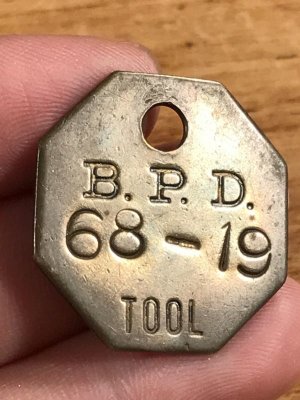 B. P. D.
68-19
TOOL